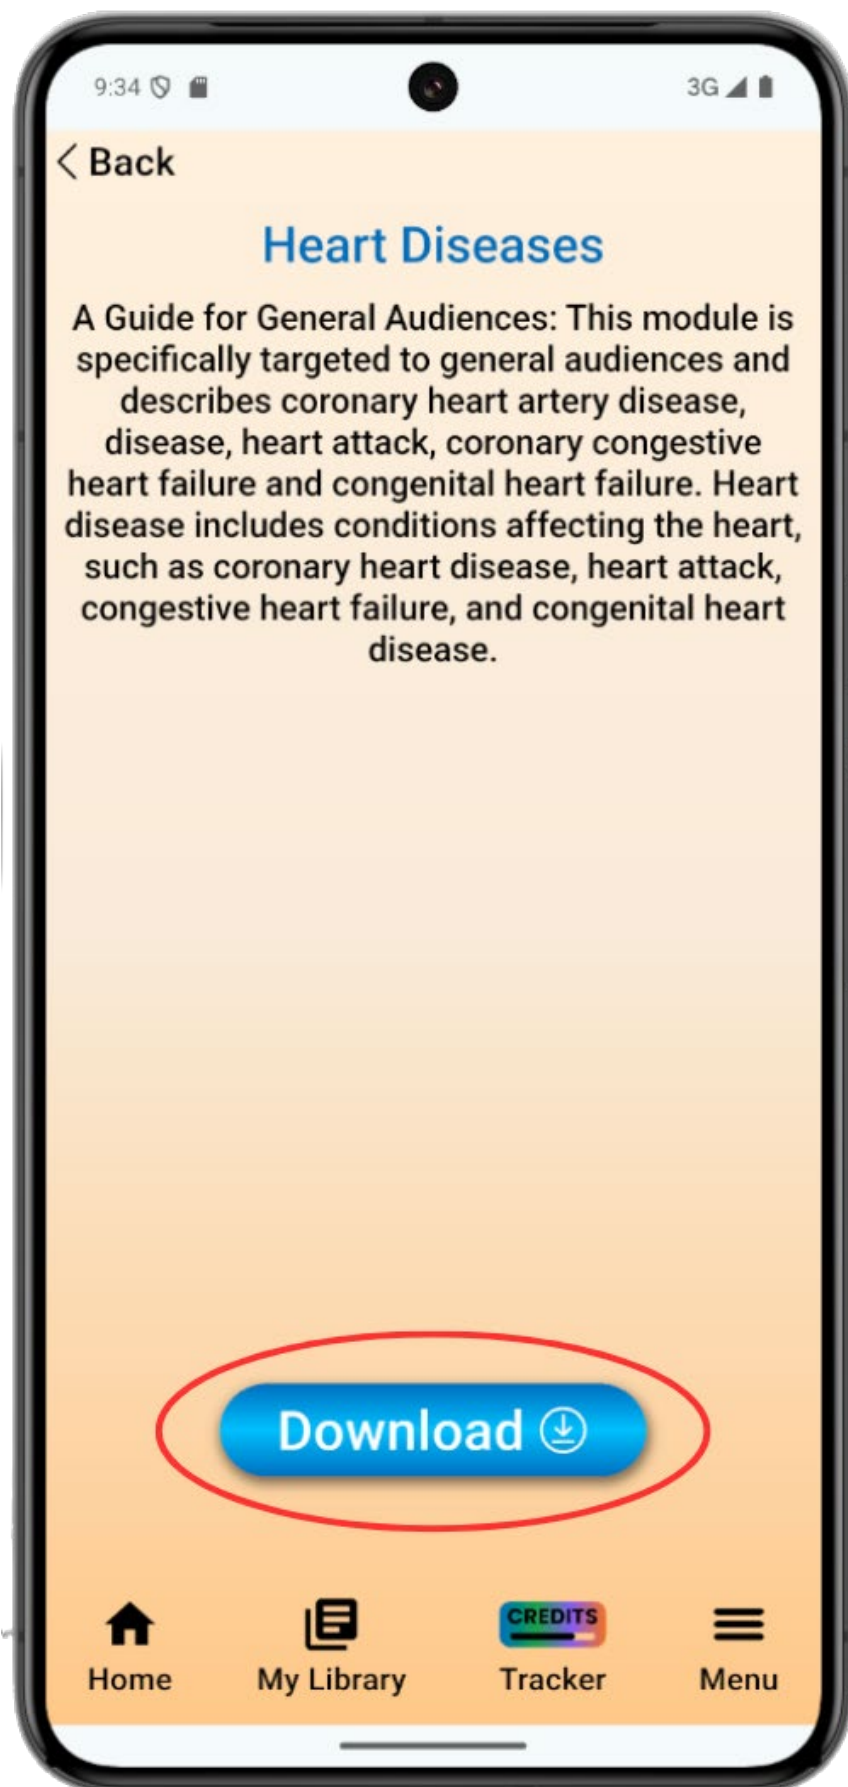 9:34
3G
Back
Heart Diseases
A Guide for General Audiences: This module is
specifically targeted to general audiences and
describes coronary heart artery disease,
disease, heart attack, coronary congestive
heart failure and congenital heart failure. Heart
disease includes conditions affecting the heart,
such as coronary heart disease, heart attack,
congestive heart failure, and congenital heart
disease.
Download
CREDITS
Home
My Library
Tracker
Menu